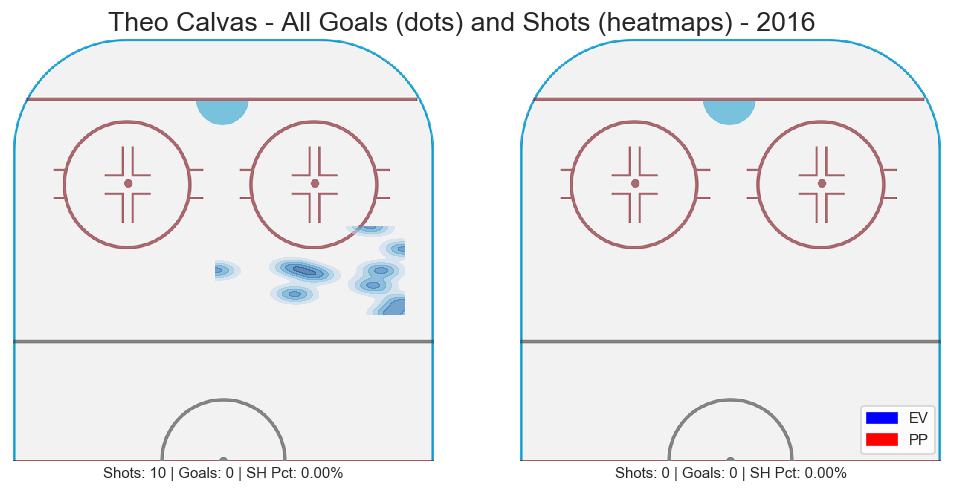 Theo Calvas - All Goals (dots) and Shots (heatmaps) - 2016
EV
PP
Shots: 10 | Goals: 0 | SH Pct: 0.00%
Shots: 0 | Goals: 0 | SH Pct: 0.00%